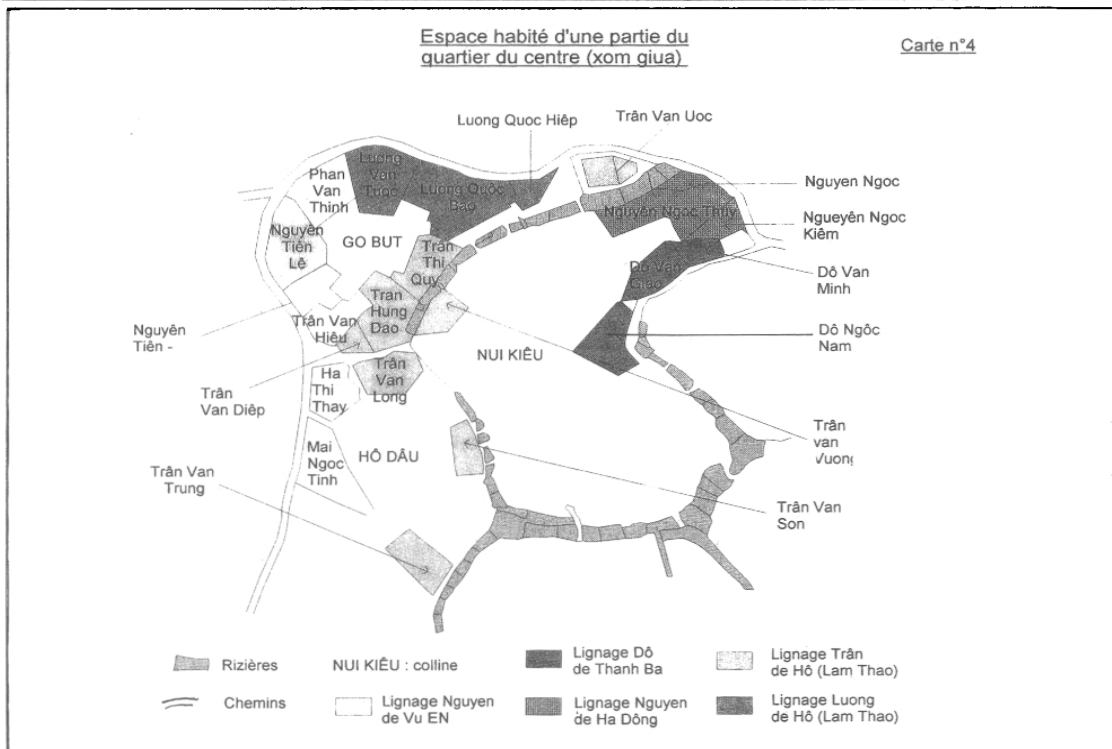 Espace habité d'une partie du
quartier du centre (xom giua)
Carte n°4
Luong Quoc Hiêp
Trân Van Uoc
Phan
Van
Thinh
Luong
Van
Tuoc
Luong Quôc
Bao
Nguyen Ngoc
Nguyên Ngoc Thuy
Ngueyên Ngoc
Kiêm
Nguyên
Tiên
Lê
GO BUT
Trân
Thi
Quy
Dô Van
Giao
Dô Van
Minh
Tran
Hung
Dao
Trân Van
Hiêu
Nguyên
Tiên -
NUI KIÊU
Dô Ngôc
Nam
Ha
Thi
Thay
Trân
Van
Long
Trân
Van Diêp
Trân
van
Vuong
Mai
Ngoc
Tinh
HÔ DÂU
Trân Van
Trung
Trân Van
Son
Rizières
NUI KIÊU : colline
Lignage Dô
de Thanh Ba
Lignage Trân
de Hô (Lam Thao)
Chemins
Lignage Nguyen
de Vu EN
Lignage Nguyen
de Ha Dông
Lignage Luong
de Hô (Lam Thao)